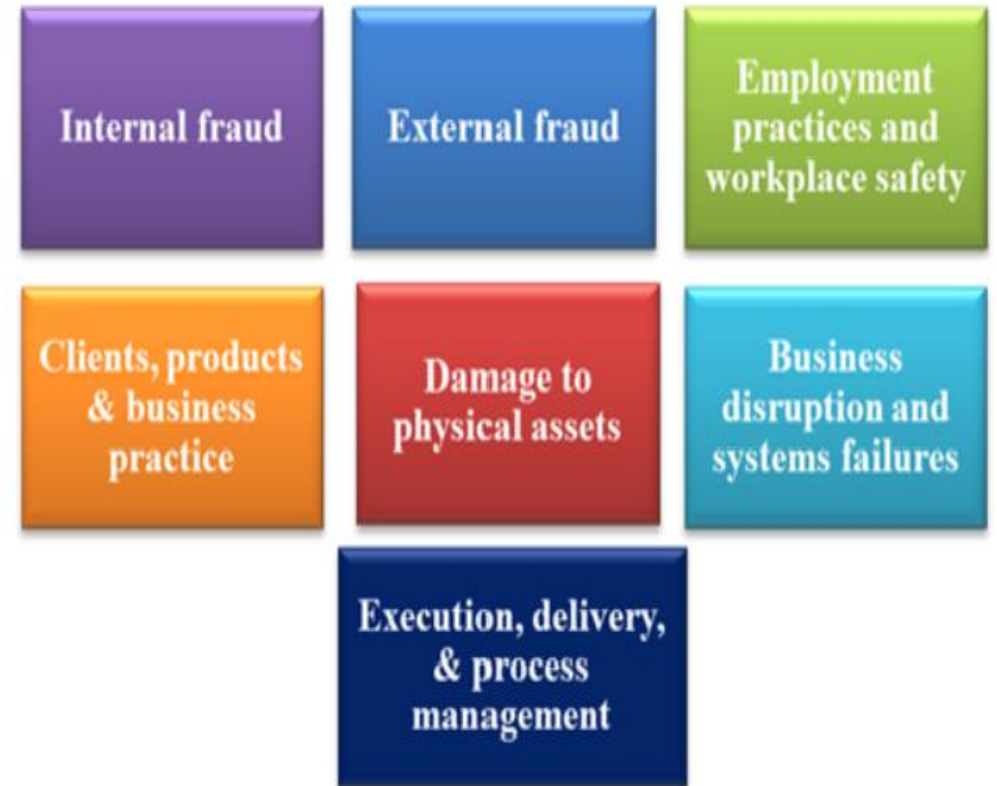 Internal fraud
External fraud
Employment
practices and
workplace safety
Clients, products
& business
practice
Damage to
physical assets
Business
disruption and
systems failures
Execution, delivery,
& process
management